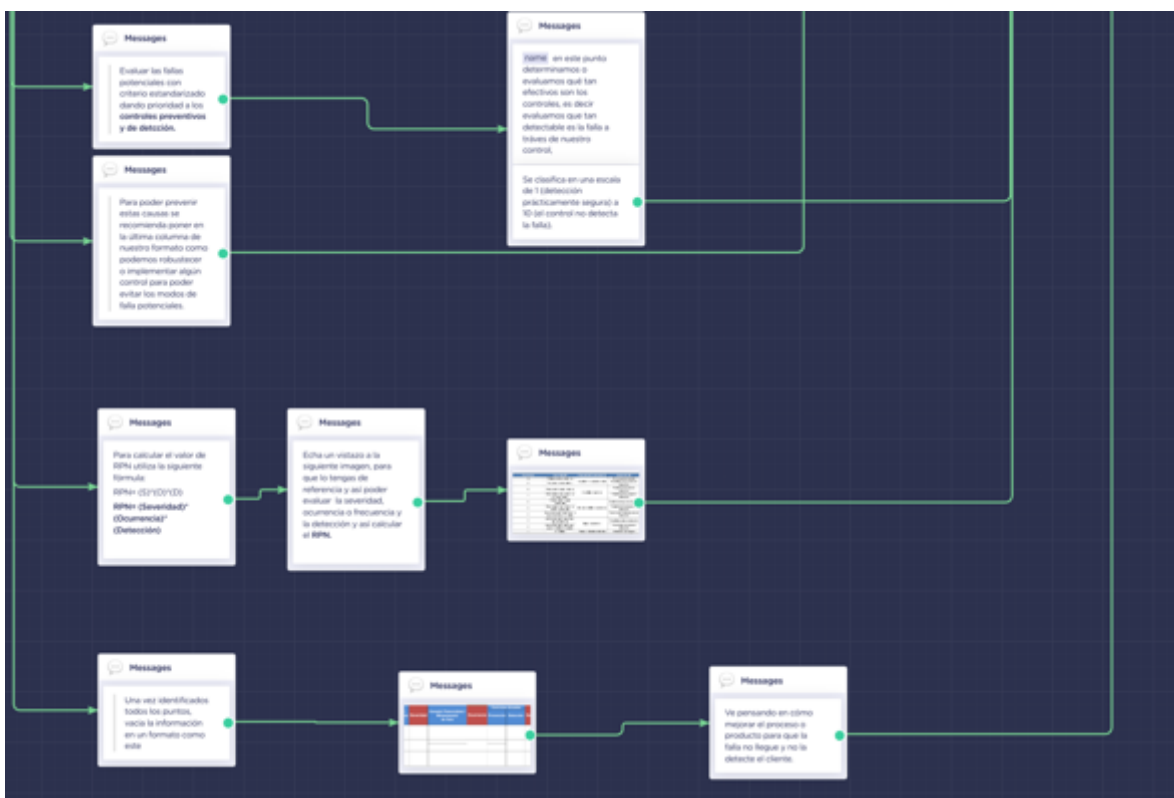 Messages
Evaluar las fallas
potenciales con
criterio estandarizado
dando prioridad a los
controles preventivos
y de detcción.
Messages
name en este punto
determinamos o
evaluamos qué tan
efectivos son los
controles, es decir
evaluamos que tan
detectable es la falla a
tráves de nuestro
control,
Se clasifica en una escala
de 1 (detección
prácticamente segura) a
10 (el control no detecta
la falla).
Messages
Para poder prevenir
estas causas se
recomienda poner en
la última columna de
nuestro formato como
podemos robustecer
o implementar algún
control para poder
evitar los modos de
falla potenciales.
Messages
Para calcular el valor de
RPN utiliza la siguiente
fórmula:
RPN= (S)*(O)*(D)
RPN= (Severidad)*
(Ocurrencia)*
(Detección)
Messages
Echa un vistazo a la
siguiente imagen, para
que lo tengas de
referencia y así poder
evaluar la severidad,
ocurrencia o frecuencia y
la detección y así calcular
el RPN.
Messages
Messages
Una vez identificados
todos los puntos,
vacía la información
en un formato como
este
Messages
Messages
Ve pensando en cómo
mejorar el proceso o
producto para que la
falla no llegue y no la
detecte el cliente.